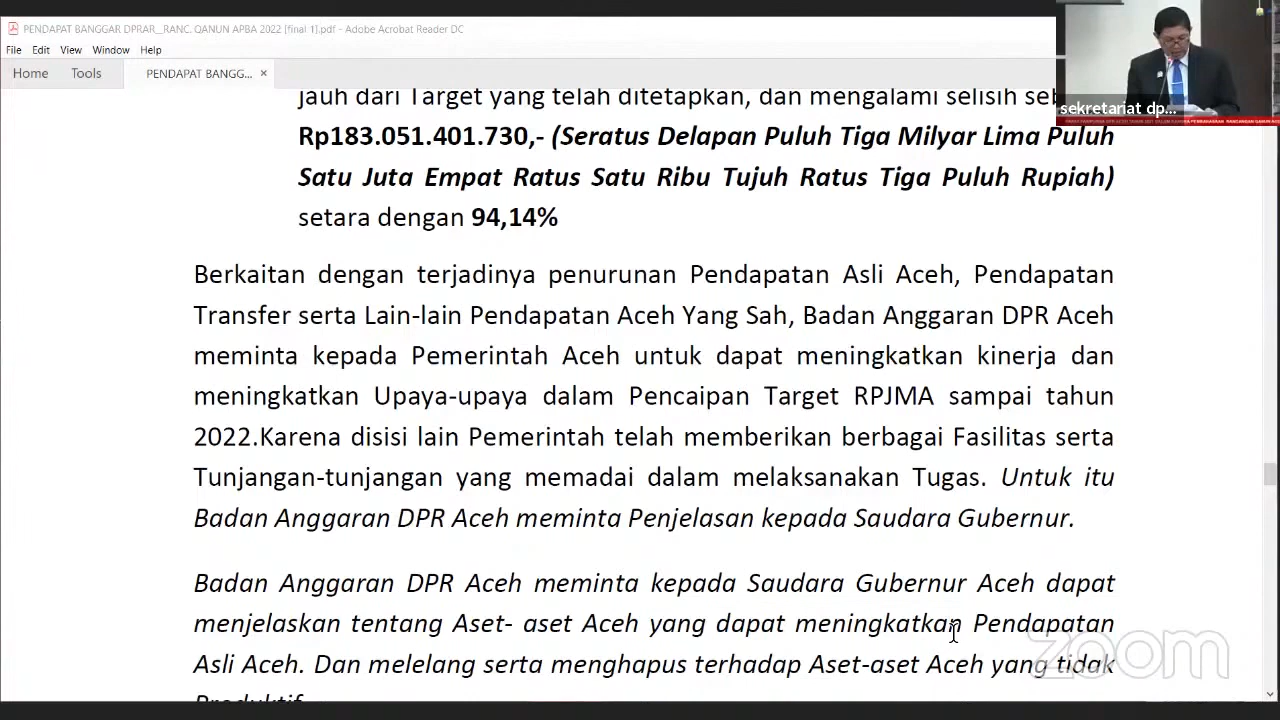 PENDAPAT BANGGAR DPRAR_RANC. QANUN APBA 2022 [final 1].pdf - Adobe Acrobat Reader DC
File Edit View Window Help
Home Tools PENDAPAT BANGG... ×
sekretariat dp...
jauh dari Target yang telah ditetapkan, dan mengalami selisih
Rp183.051.401.730,- (Seratus Delapan Puluh Tiga Milyar Lima Puluh
Satu Juta Empat Ratus Satu Ribu Tujuh Ratus Tiga Puluh Rupiah)
setara dengan 94,14%
Berkaitan dengan terjadinya penurunan Pendapatan Asli Aceh, Pendapatan
Transfer serta Lain-lain Pendapatan Aceh Yang Sah, Badan Anggaran DPR Aceh
meminta kepada Pemerintah Aceh untuk dapat meningkatkan kinerja dan
meningkatkan Upaya-upaya dalam Pencaipan Target RPJMA sampai tahun
2022.Karena disisi lain Pemerintah telah memberikan berbagai Fasilitas serta
Tunjangan-tunjangan yang memadai dalam melaksanakan Tugas. Untuk itu
Badan Anggaran DPR Aceh meminta Penjelasan kepada Saudara Gubernur.
Badan Anggaran DPR Aceh meminta kepada Saudara Gubernur Aceh dapat
menjelaskan tentang Aset- aset Aceh yang dapat meningkatkan Pendapatan
Asli Aceh. Dan melelang serta menghapus terhadap Aset-aset Aceh yang tidak
Produktif
zoom